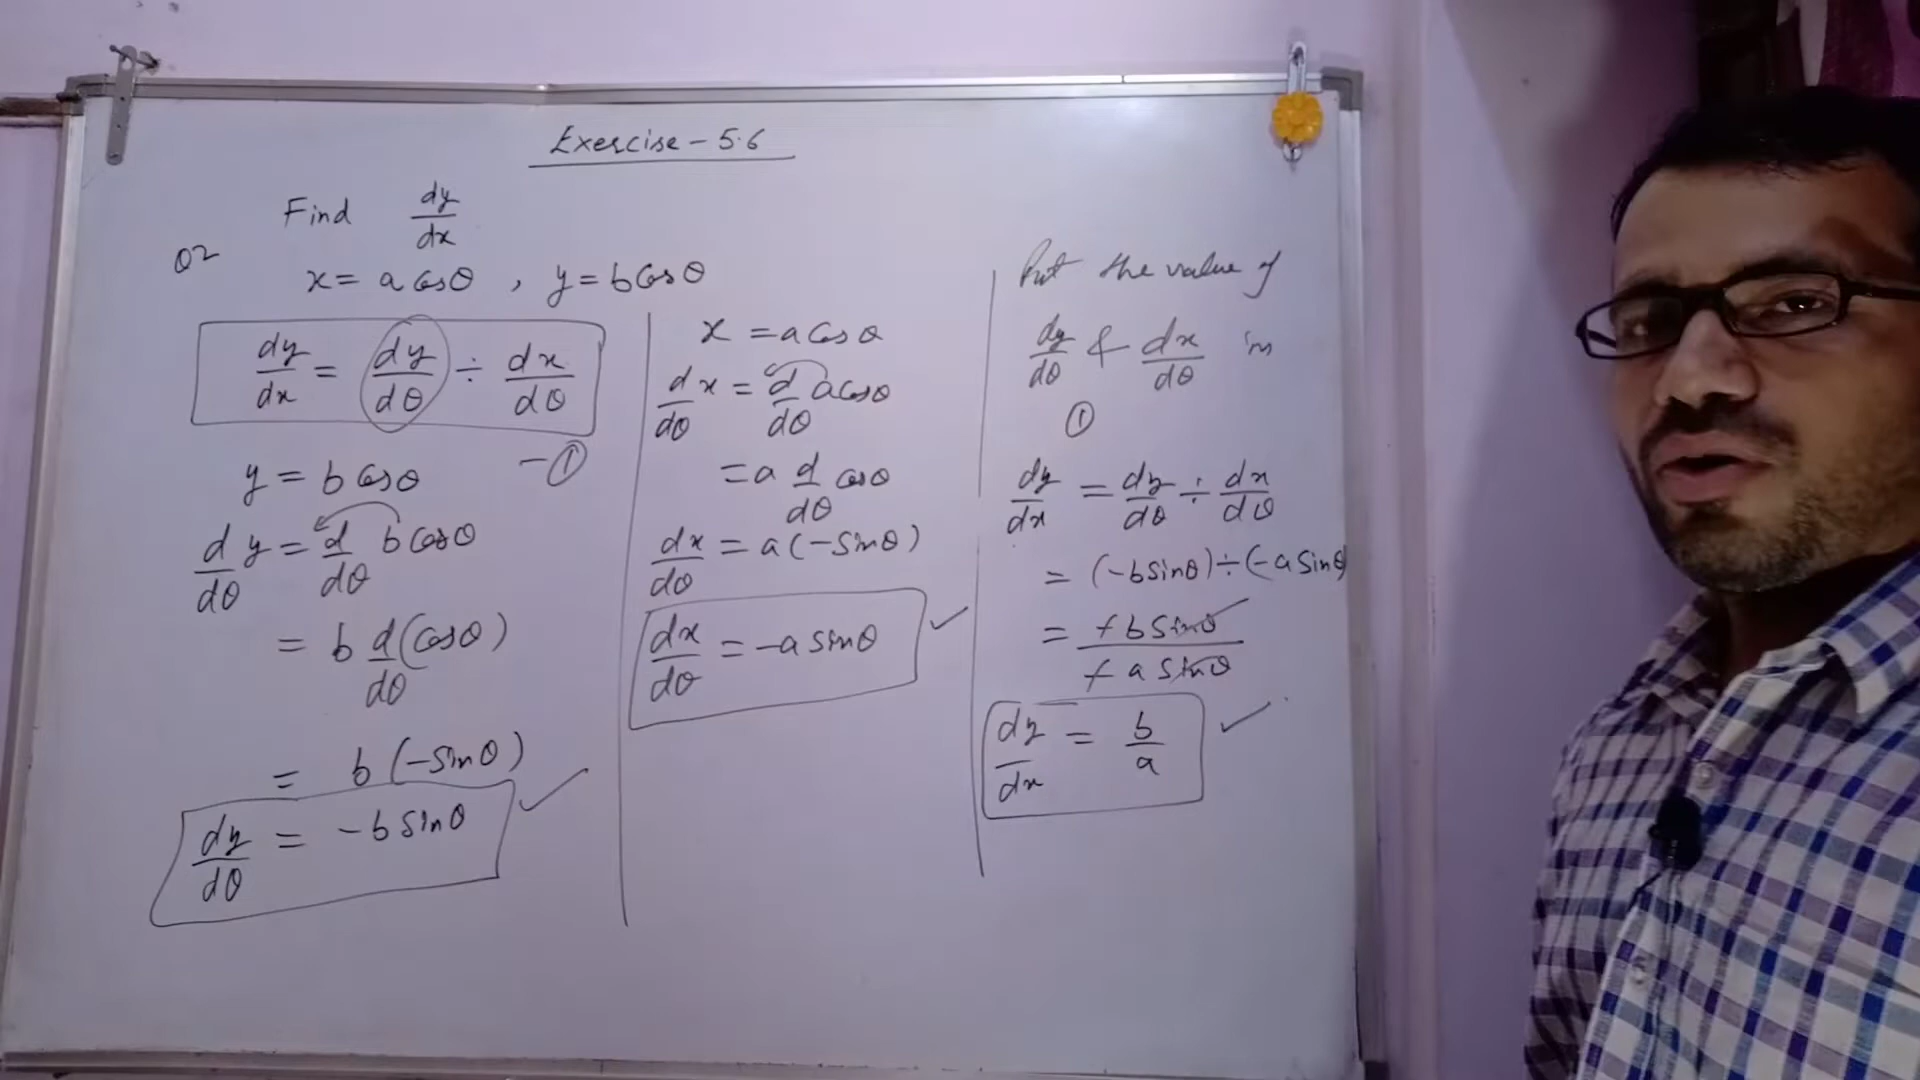 Exercise - 5.6
Find dy/dx
Q2
x = a cosθ , y = b cosθ
dy/dx = dy/dθ ÷ dx/dθ
- ①
y = b cosθ
d/dθ y = d/dθ b cosθ
= b d/dθ (cosθ)
= b (-sinθ)
dy/dθ = -b sinθ
x = a cosθ
d/dθ x = d/dθ a cosθ
= a d/dθ cosθ
dx/dθ = a (-sinθ)
dx/dθ = -a sinθ
Put the value of
dy/dθ & dx/dθ in
①
dy/dx = dy/dθ ÷ dx/dθ
= (-b sinθ) ÷ (-a sinθ)
= -b sinθ / -a sinθ
dy/dx = b/a